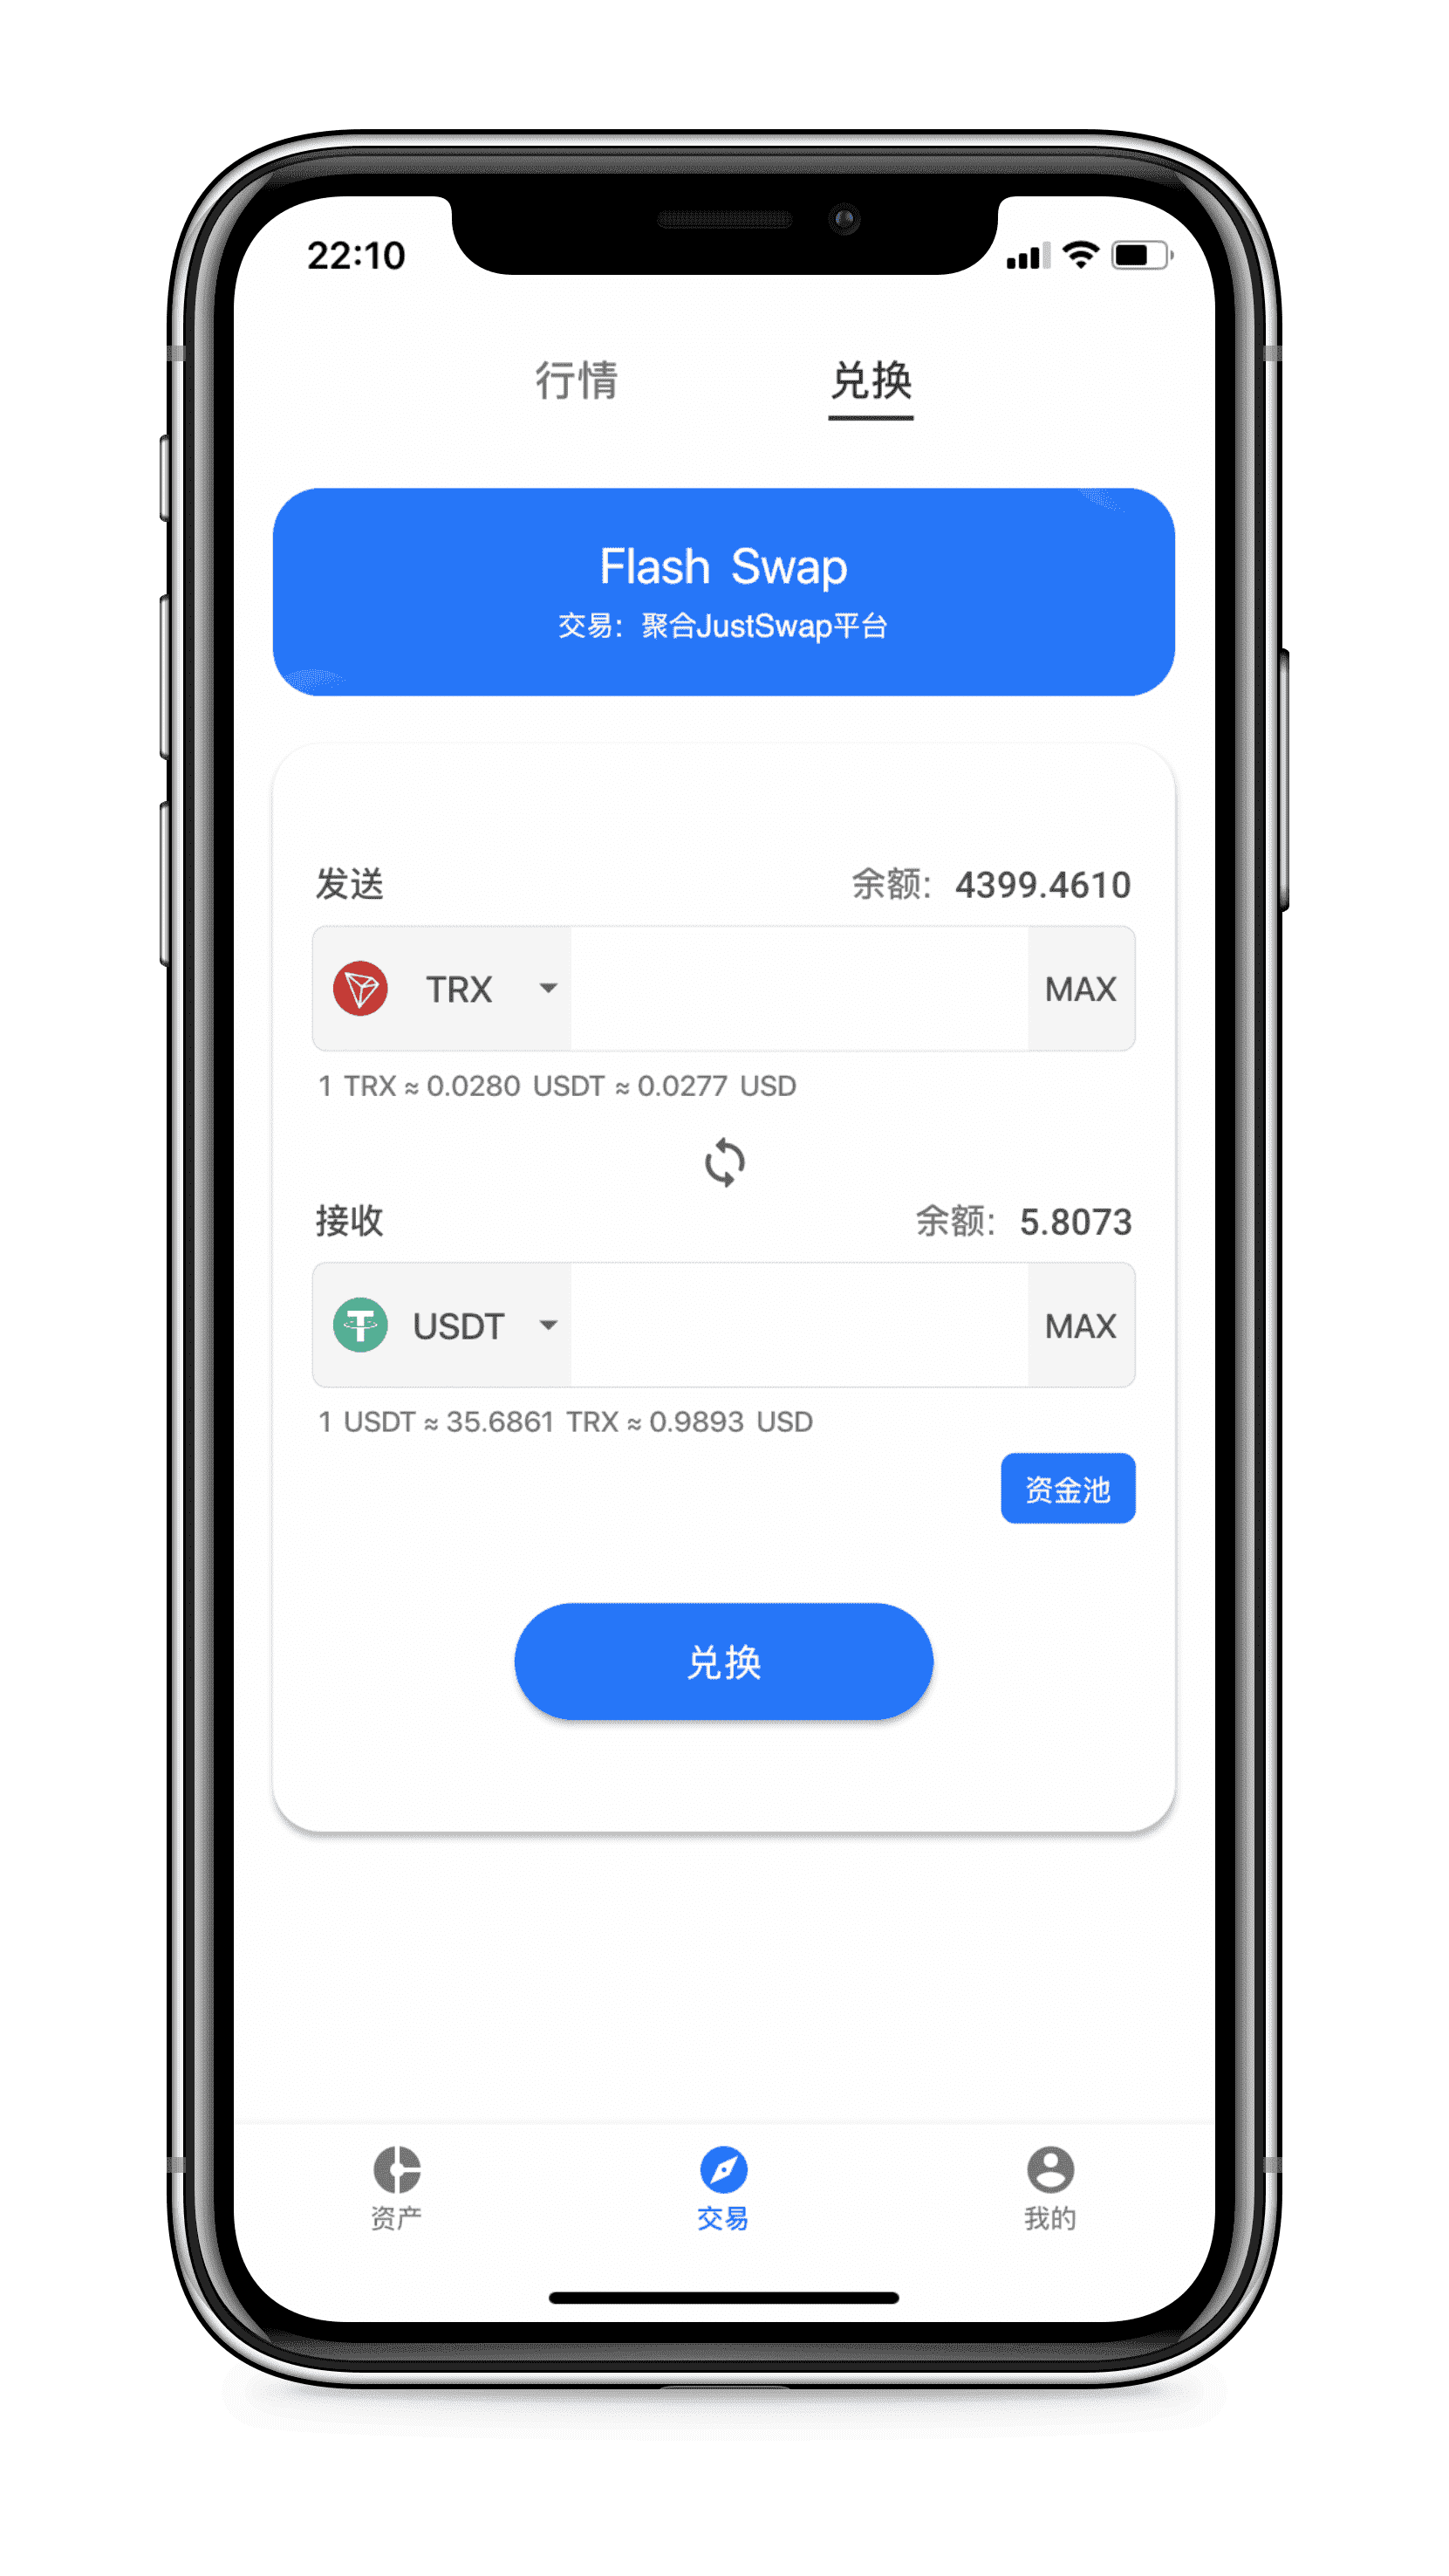 22:10
行情 兑换
Flash Swap
交易：聚合JustSwap平台
发送 余额： 4399.4610
TRX MAX
1 TRX ≈ 0.0280 USDT ≈ 0.0277 USD
接收 余额： 5.8073
USDT MAX
1 USDT ≈ 35.6861 TRX ≈ 0.9893 USD
资金池
兑换
资产 交易 我的